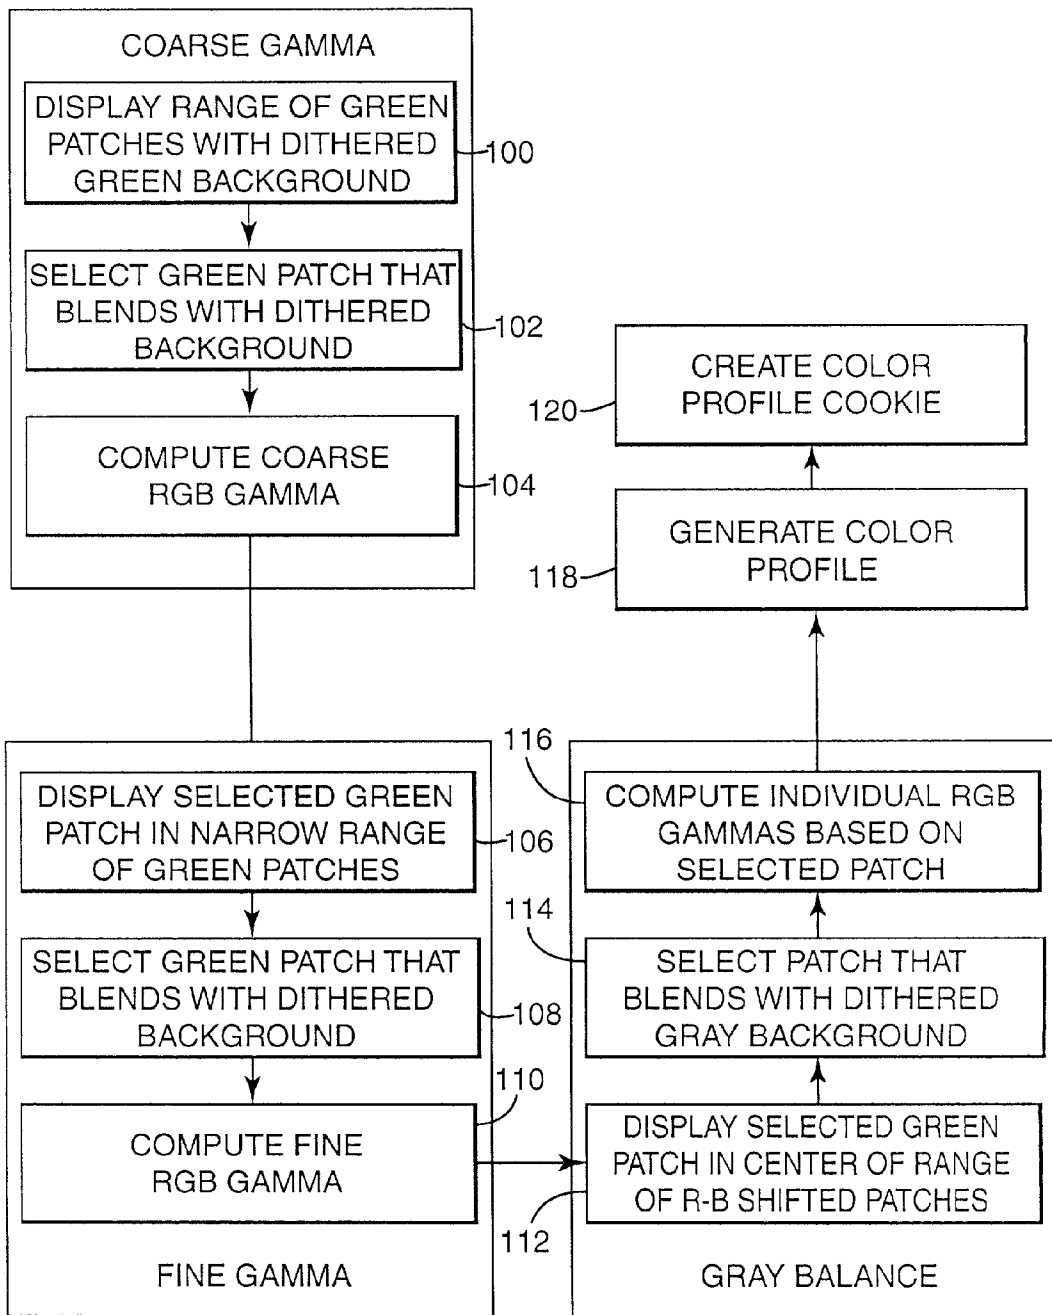 COARSE GAMMA
DISPLAY RANGE OF GREEN
PATCHES WITH DITHERED
GREEN BACKGROUND
100
SELECT GREEN PATCH THAT
BLENDS WITH DITHERED
BACKGROUND
102
COMPUTE COARSE
RGB GAMMA
104
DISPLAY SELECTED GREEN
PATCH IN NARROW RANGE
OF GREEN PATCHES
106
SELECT GREEN PATCH THAT
BLENDS WITH DITHERED
BACKGROUND
108
110
COMPUTE FINE
RGB GAMMA
FINE GAMMA
DISPLAY SELECTED GREEN
PATCH IN CENTER OF RANGE
OF R-B SHIFTED PATCHES
112
114
SELECT PATCH THAT
BLENDS WITH DITHERED
GRAY BACKGROUND
116
COMPUTE INDIVIDUAL RGB
GAMMAS BASED ON
SELECTED PATCH
GRAY BALANCE
GENERATE COLOR
PROFILE
118
CREATE COLOR
PROFILE COOKIE
120